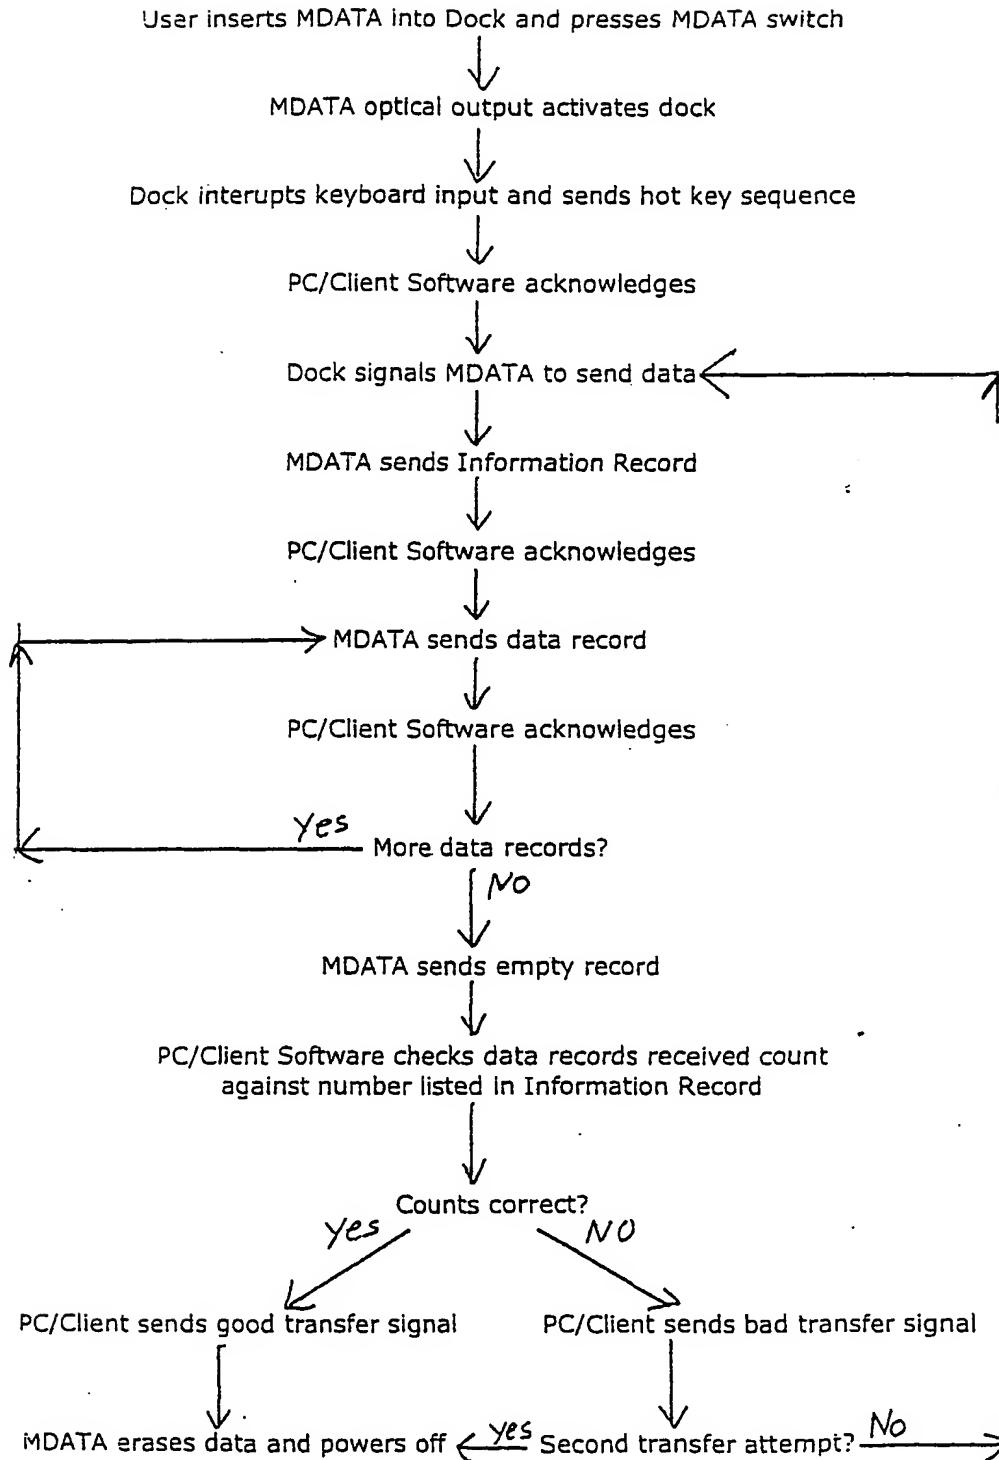 User inserts MDATA into Dock and presses MDATA switch
MDATA optical output activates dock
Dock interupts keyboard input and sends hot key sequence
PC/Client Software acknowledges
Dock signals MDATA to send data
MDATA sends Information Record
PC/Client Software acknowledges
MDATA sends data record
PC/Client Software acknowledges
Yes
More data records?
NO
MDATA sends empty record
PC/Client Software checks data records received count
against number listed in Information Record
Counts correct?
Yes NO
PC/Client sends good transfer signal PC/Client sends bad transfer signal
MDATA erases data and powers off Yes Second transfer attempt? No